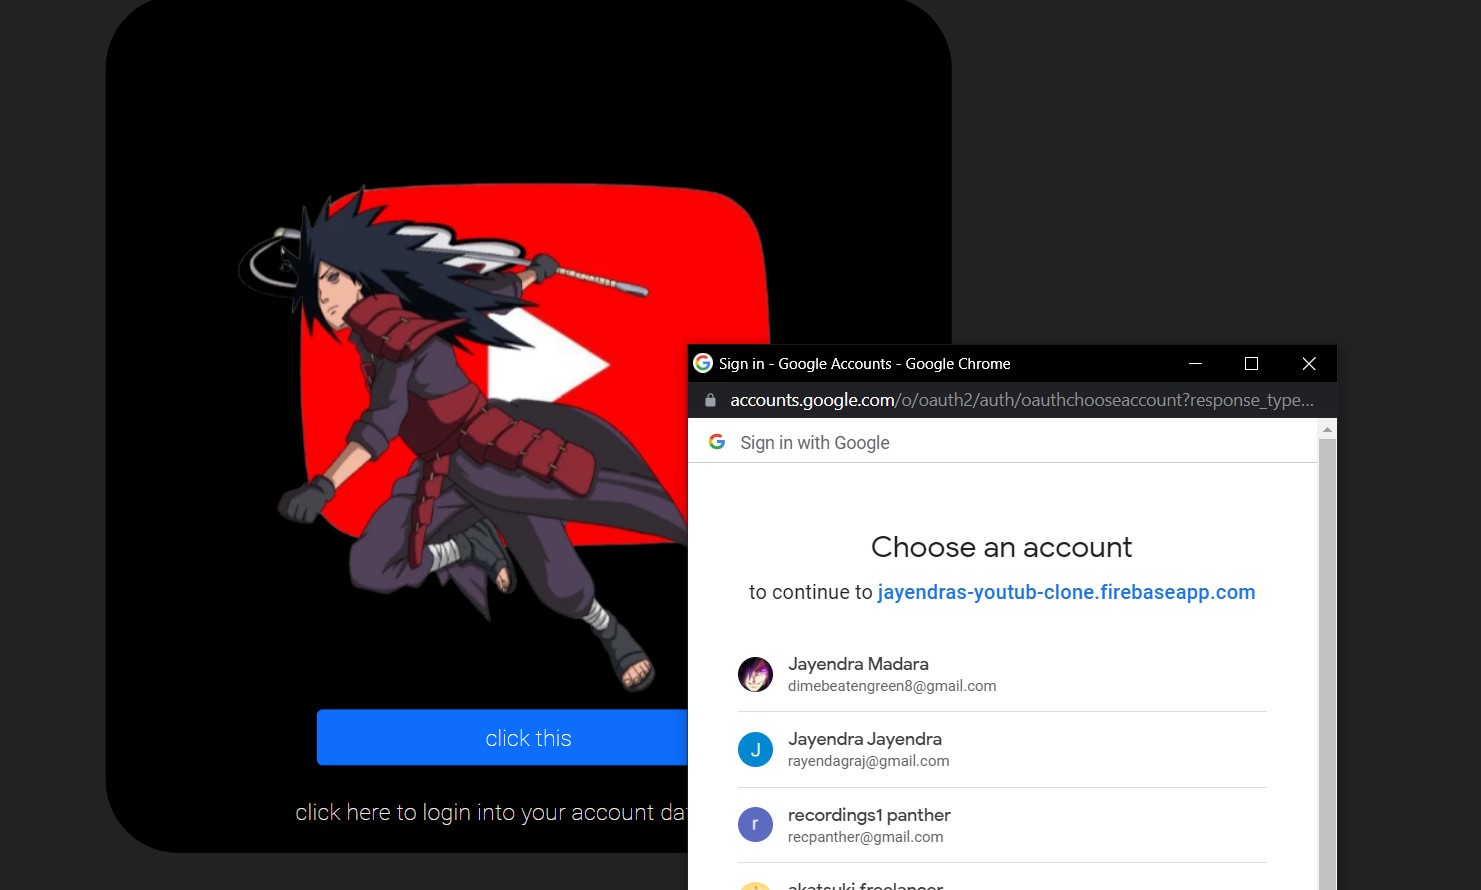 click this
click here to login into your account
Sign in - Google Accounts - Google Chrome
accounts.google.com/o/oauth2/auth/oauthchooseaccount?response_type...
Sign in with Google
Choose an account
to continue to jayendras-youtub-clone.firebaseapp.com
Jayendra Madara
dimebeatengreen8@gmail.com
J
Jayendra Jayendra
rayendagraj@gmail.com
r
recordings1 panther
recpanther@gmail.com
akatsuki freelancer